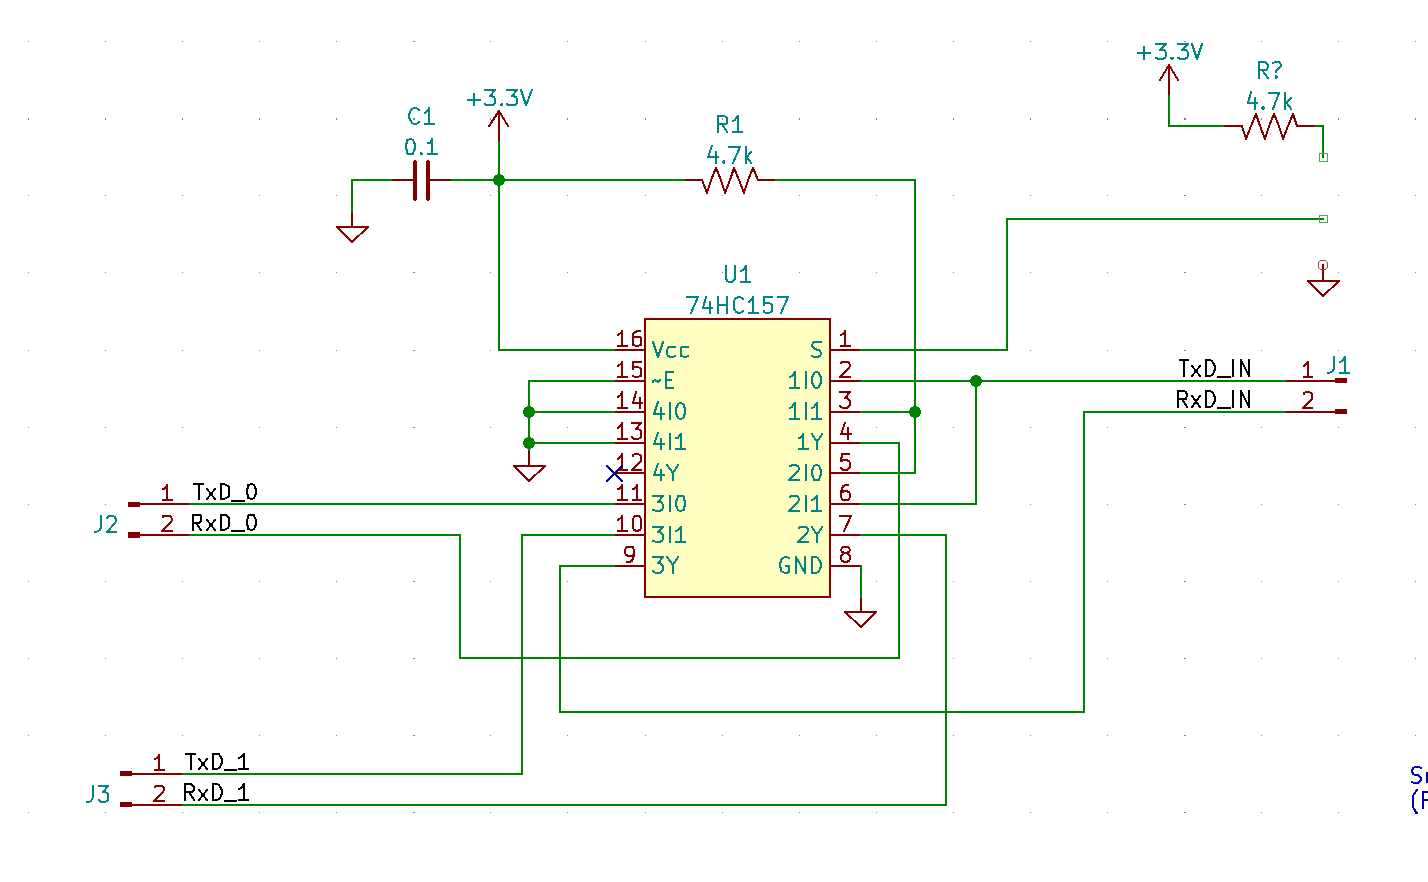 +3.3V
R?
4.7k
C1
0.1
+3.3V
R1
4.7k
U1
74HC157
16 Vcc S 1
15 ~E 1I0 2
14 4I0 1I1 3
13 4I1 1Y 4
12 4Y 2I0 5
11 3I0 2I1 6
10 3I1 2Y 7
9 3Y GND 8
TxD_IN 1 J1
RxD_IN 2
1 TxD_0
J2 2 RxD_0
1 TxD_1
J3 2 RxD_1